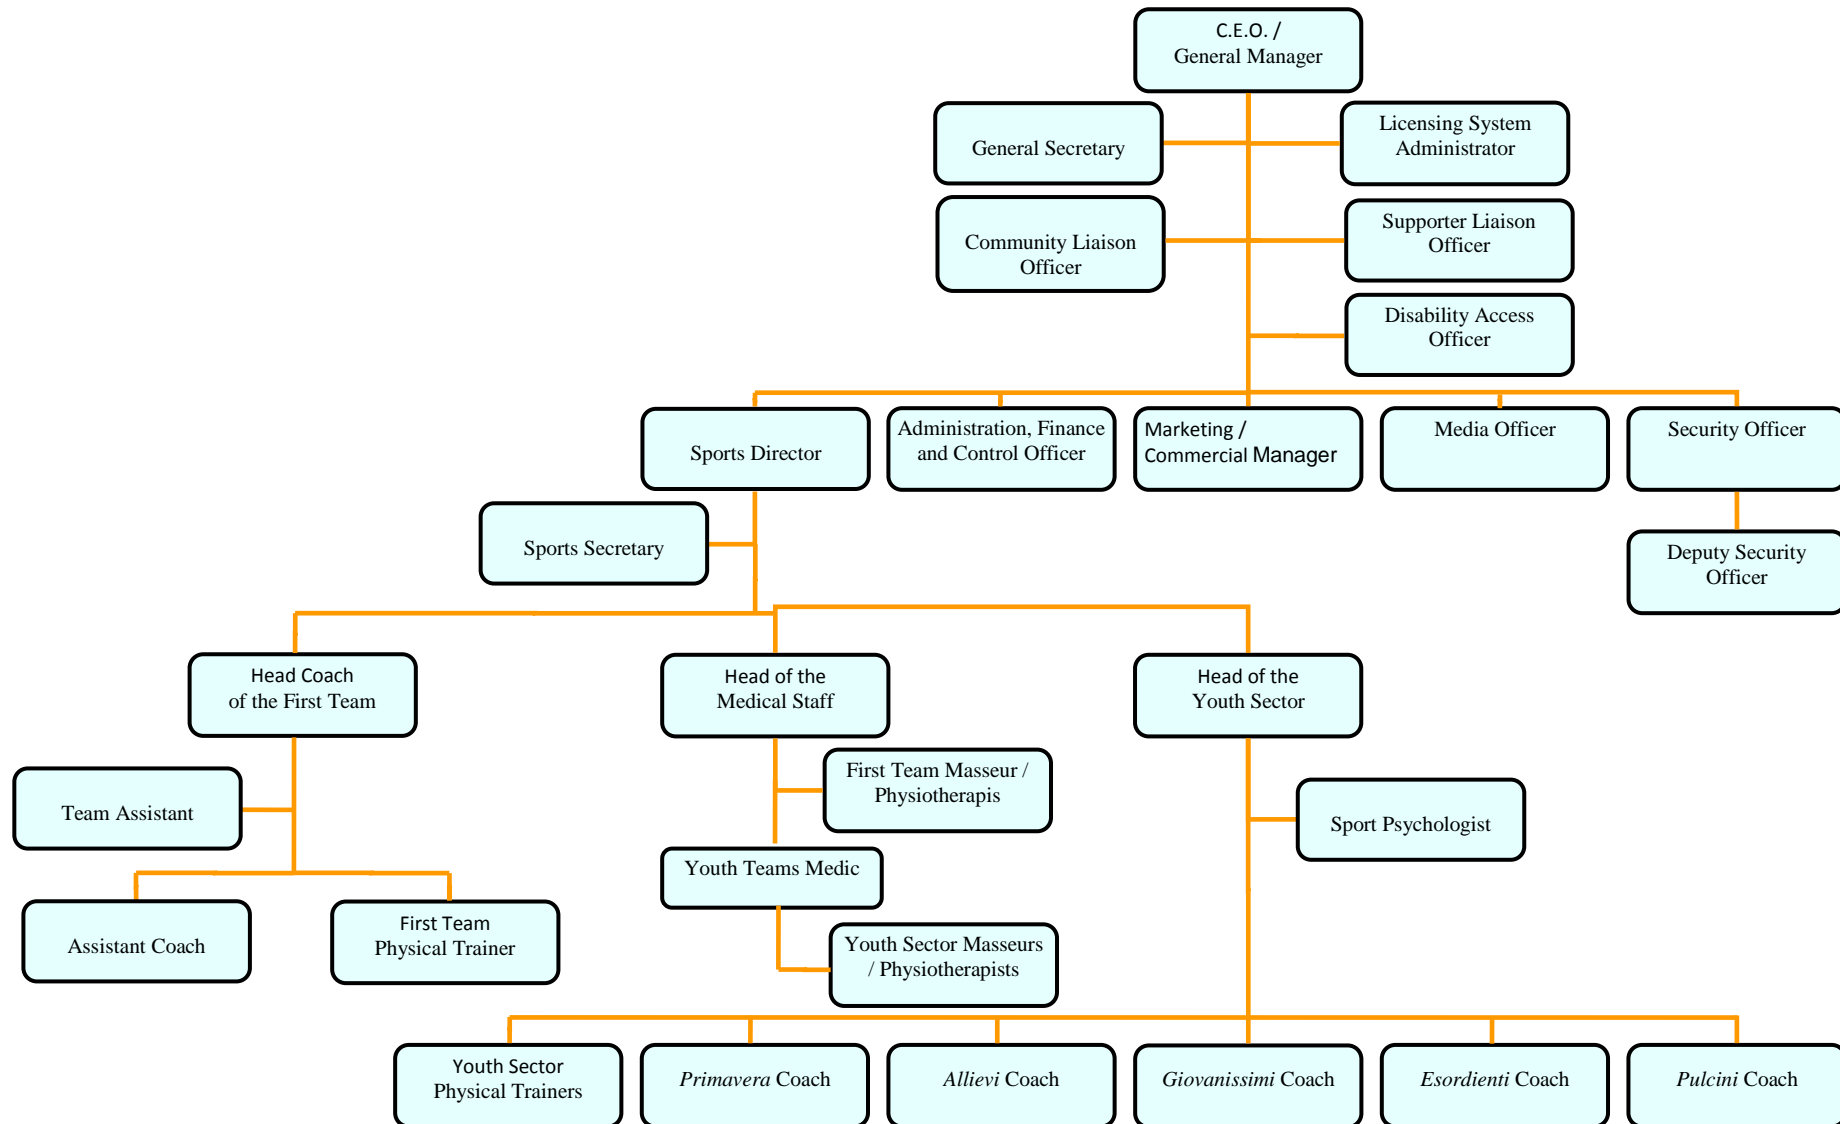 C.E.O. /
General Manager
General Secretary
Licensing System
Administrator
Community Liaison
Officer
Supporter Liaison
Officer
Disability Access
Officer
Sports Director
Administration, Finance
and Control Officer
Marketing /
Commercial Manager
Media Officer
Security Officer
Sports Secretary
Deputy Security
Officer
Head Coach
of the First Team
Head of the
Medical Staff
Head of the
Youth Sector
Team Assistant
First Team Masseur /
Physiotherapis
Sport Psychologist
Youth Teams Medic
Assistant Coach
First Team
Physical Trainer
Youth Sector Masseurs
/ Physiotherapists
Youth Sector
Physical Trainers
Primavera Coach
Allievi Coach
Giovanissimi Coach
Esordienti Coach
Pulcini Coach